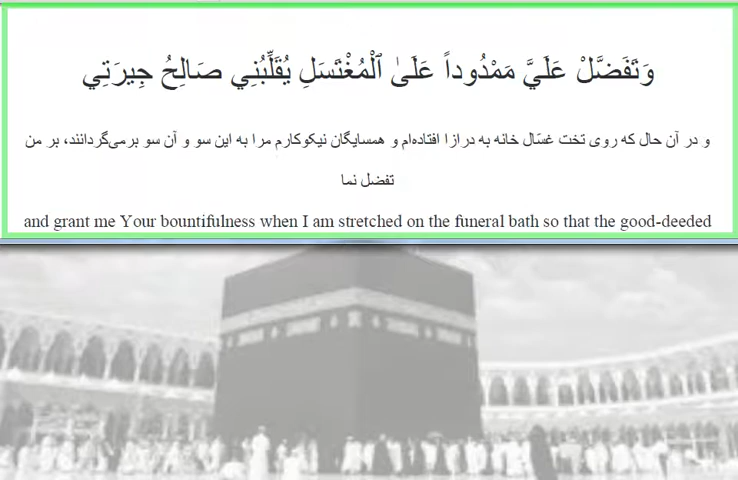 وَتَفَضَّلْ عَلَيَّ مَمْدُوداً عَلَىٰ ٱلْمُغْتَسَلِ يُقَلِّبُنِي صَالِحُ جِيرَتِي
و در آن حال که روی تخت غسّال خانه به درازا افتاده‌ام و همسایگان نیکوکارم مرا به این سو و آن سو برمی‌گردانند، بر من
تفضل نما
and grant me Your bountifulness when I am stretched on the funeral bath so that the good-deeded